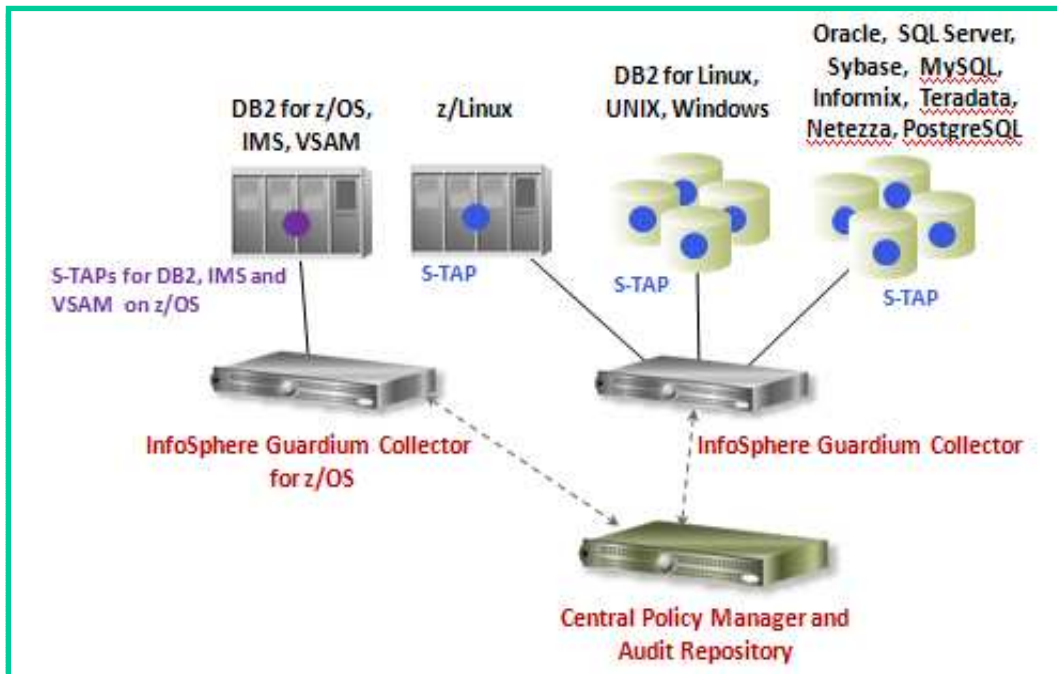 Oracle, SQL Server,
Sybase, MySQL,
Informix, Teradata,
Netezza, PostgreSQL
DB2 for Linux,
UNIX, Windows
DB2 for z/OS,
IMS, VSAM
z/Linux
S-TAPs for DB2, IMS and
VSAM on z/OS
S-TAP
S-TAP
S-TAP
InfoSphere Guardium Collector
for z/OS
InfoSphere Guardium Collector
Central Policy Manager and
Audit Repository